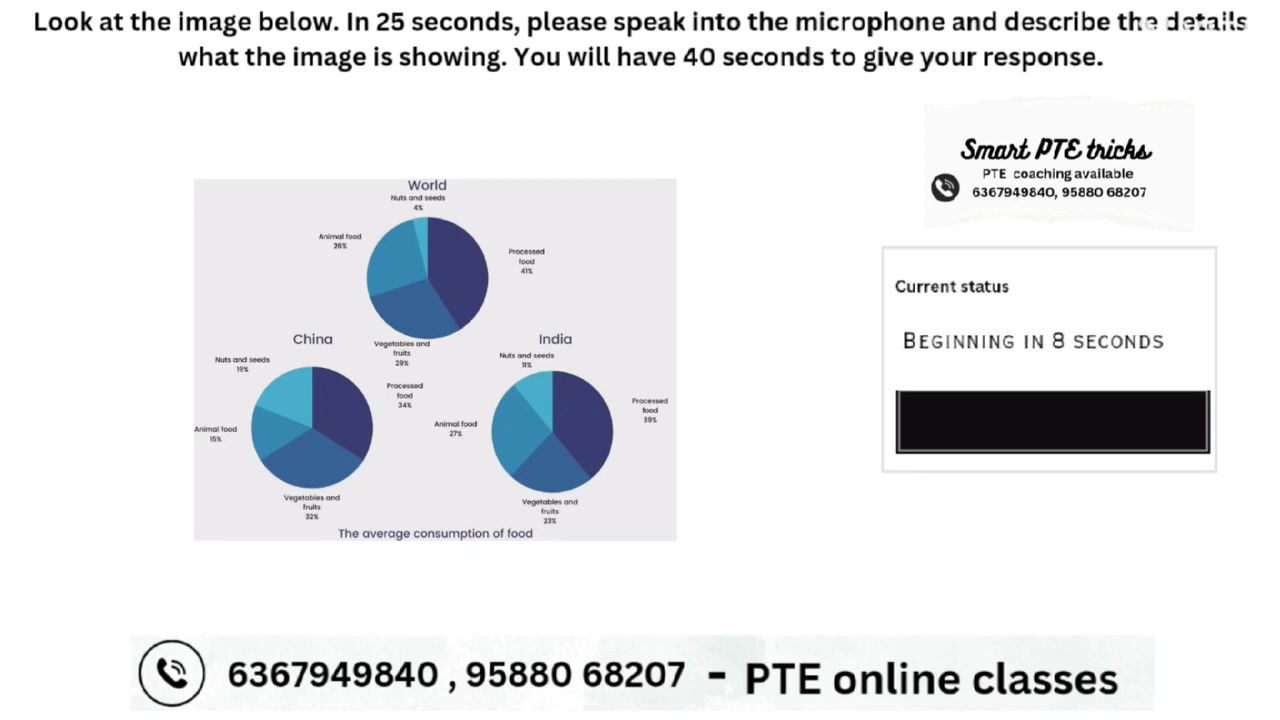 Look at the image below. In 25 seconds, please speak into the microphone and describe the details
what the image is showing. You will have 40 seconds to give your response.
Smart PTE tricks
PTE coaching available
6367949840, 95880 68207
Current status
BEGINNING IN 8 SECONDS
World
Nuts and seeds
4%
Animal food
26%
Processed
food
41%
Vegetables and
fruits
29%
China
Nuts and seeds
19%
Processed
food
34%
Animal food
15%
Vegetables and
fruits
32%
India
Nuts and seeds
11%
Processed
food
39%
Animal food
27%
Vegetables and
fruits
23%
The average consumption of food
6367949840 , 95880 68207 - PTE online classes